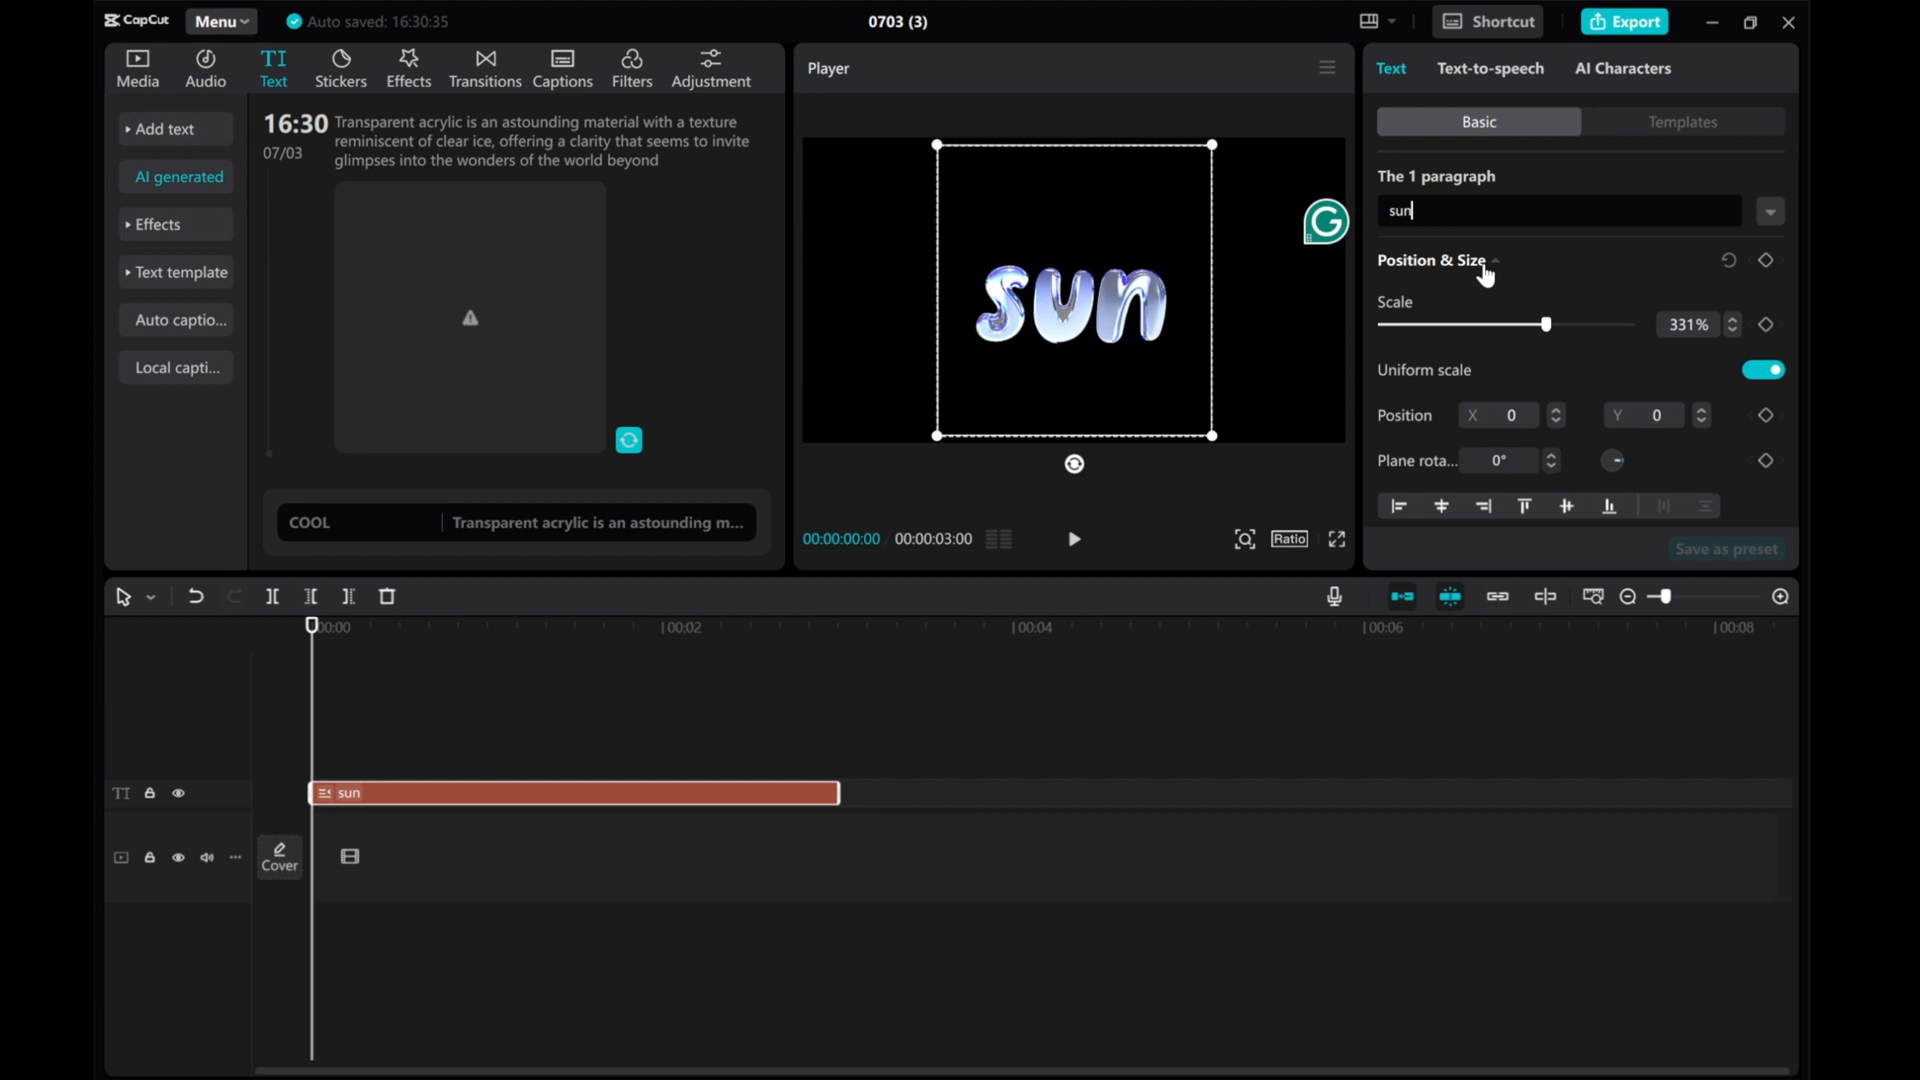 CapCut
Menu
Auto saved: 16:30:35
0703 (3)
Shortcut
Export
Media
Audio
TI
Text
Stickers
Effects
Transitions
Captions
Filters
Adjustment
Player
Text
Text-to-speech
AI Characters
Add text
AI generated
Effects
Text template
Auto captio...
Local capti...
16:30
07/03
Transparent acrylic is an astounding material with a texture
reminiscent of clear ice, offering a clarity that seems to invite
glimpses into the wonders of the world beyond
COOL
Transparent acrylic is an astounding m...
SUN
G
00:00:00:00
00:00:03:00
Ratio
Basic
Templates
The 1 paragraph
sun
Position & Size
Scale
331%
Uniform scale
Position
X 0
Y 0
Plane rota...
0°
Save as preset
00:00
00:02
00:04
00:06
00:08
TI
sun
Cover